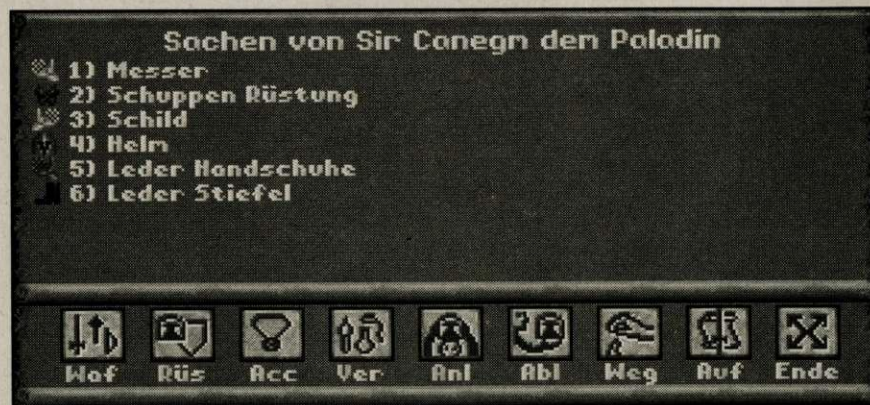 Sachen von Sir Canegn den Paladin
1) Messer
2) Schuppen Rüstung
3) Schild
4) Helm
5) Leder Handschuhe
6) Leder Stiefel
Waf Rüs Acc Ver Anl Abl Weg Auf Ende